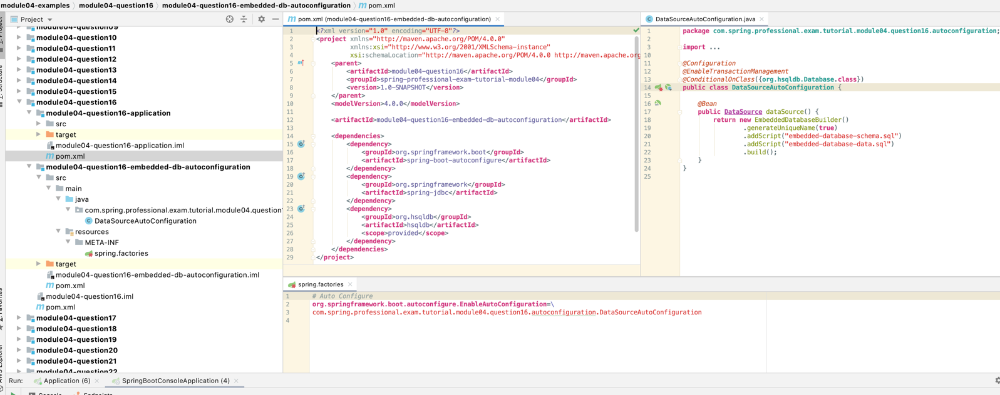 module04-examples > module04-question16 > module04-question16-embedded-db-autoconfiguration > pom.xml
Project
module04-question09
module04-question10
module04-question11
module04-question12
module04-question13
module04-question14
module04-question15
module04-question16
module04-question16-application
src
target
module04-question16-application.iml
pom.xml
module04-question16-embedded-db-autoconfiguration
src
main
java
com.spring.professional.exam.tutorial.module04.question
DataSourceAutoConfiguration
resources
META-INF
spring.factories
target
module04-question16-embedded-db-autoconfiguration.iml
pom.xml
module04-question16.iml
pom.xml
module04-question17
module04-question18
module04-question19
module04-question20
module04-question21
module04-question22
pom.xml (module04-question16-embedded-db-autoconfiguration)
1 <?xml version="1.0" encoding="UTF-8"?>
2 <project xmlns="http://maven.apache.org/POM/4.0.0"
3 xmlns:xsi="http://www.w3.org/2001/XMLSchema-instance"
4 xsi:schemaLocation="http://maven.apache.org/POM/4.0.0 http://maven.apache.org
5 <parent>
6 <artifactId>module04-question16</artifactId>
7 <groupId>spring-professional-exam-tutorial-module04</groupId>
8 <version>1.0-SNAPSHOT</version>
9 </parent>
10 <modelVersion>4.0.0</modelVersion>
11
12 <artifactId>module04-question16-embedded-db-autoconfiguration</artifactId>
13
14 <dependencies>
15 <dependency>
16 <groupId>org.springframework.boot</groupId>
17 <artifactId>spring-boot-autoconfigure</artifactId>
18 </dependency>
19 <dependency>
20 <groupId>org.springframework</groupId>
21 <artifactId>spring-jdbc</artifactId>
22 </dependency>
23 <dependency>
24 <groupId>org.hsqldb</groupId>
25 <artifactId>hsqldb</artifactId>
26 <scope>provided</scope>
27 </dependency>
28 </dependencies>
29 </project>
DataSourceAutoConfiguration.java
1 package com.spring.professional.exam.tutorial.module04.question16.autoconfiguration;
2
3 import ...
10
11 @Configuration
12 @EnableTransactionManagement
13 @ConditionalOnClass({org.hsqldb.Database.class})
14 public class DataSourceAutoConfiguration {
15
16 @Bean
17 public DataSource dataSource() {
18 return new EmbeddedDatabaseBuilder()
19 .generateUniqueName(true)
20 .addScript("embedded-database-schema.sql")
21 .addScript("embedded-database-data.sql")
22 .build();
23 }
24 }
25
spring.factories
1 # Auto Configure
2 org.springframework.boot.autoconfigure.EnableAutoConfiguration=\
3 com.spring.professional.exam.tutorial.module04.question16.autoconfiguration.DataSourceAutoConfiguration
4
Run: Application (6) SpringBootConsoleApplication (4)
Console Endpoints